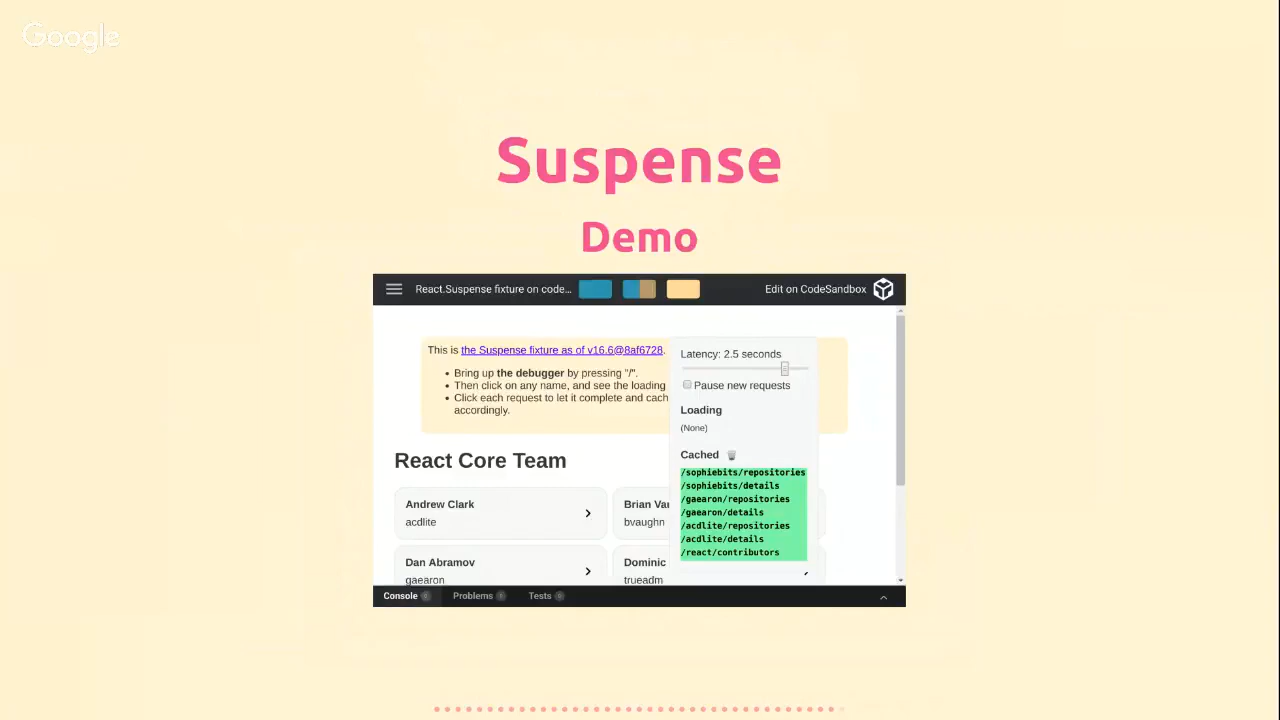 Google
Suspense
Demo
React.Suspense fixture on code...
Edit on CodeSandbox
This is the Suspense fixture as of v16.6@8af6728.
Bring up the debugger by pressing "/".
Then click on any name, and see the loading
Click each request to let it complete and cach
accordingly.
Latency: 2.5 seconds
Pause new requests
Loading
(None)
Cached
/sophiebits/repositories
/sophiebits/details
/gaearon/repositories
/gaearon/details
/acdlite/repositories
/acdlite/details
/react/contributors
React Core Team
Andrew Clark
acdlite
Brian Vau
bvaughn
Dan Abramov
gaearon
Dominic
trueadm
Console
Problems
Tests